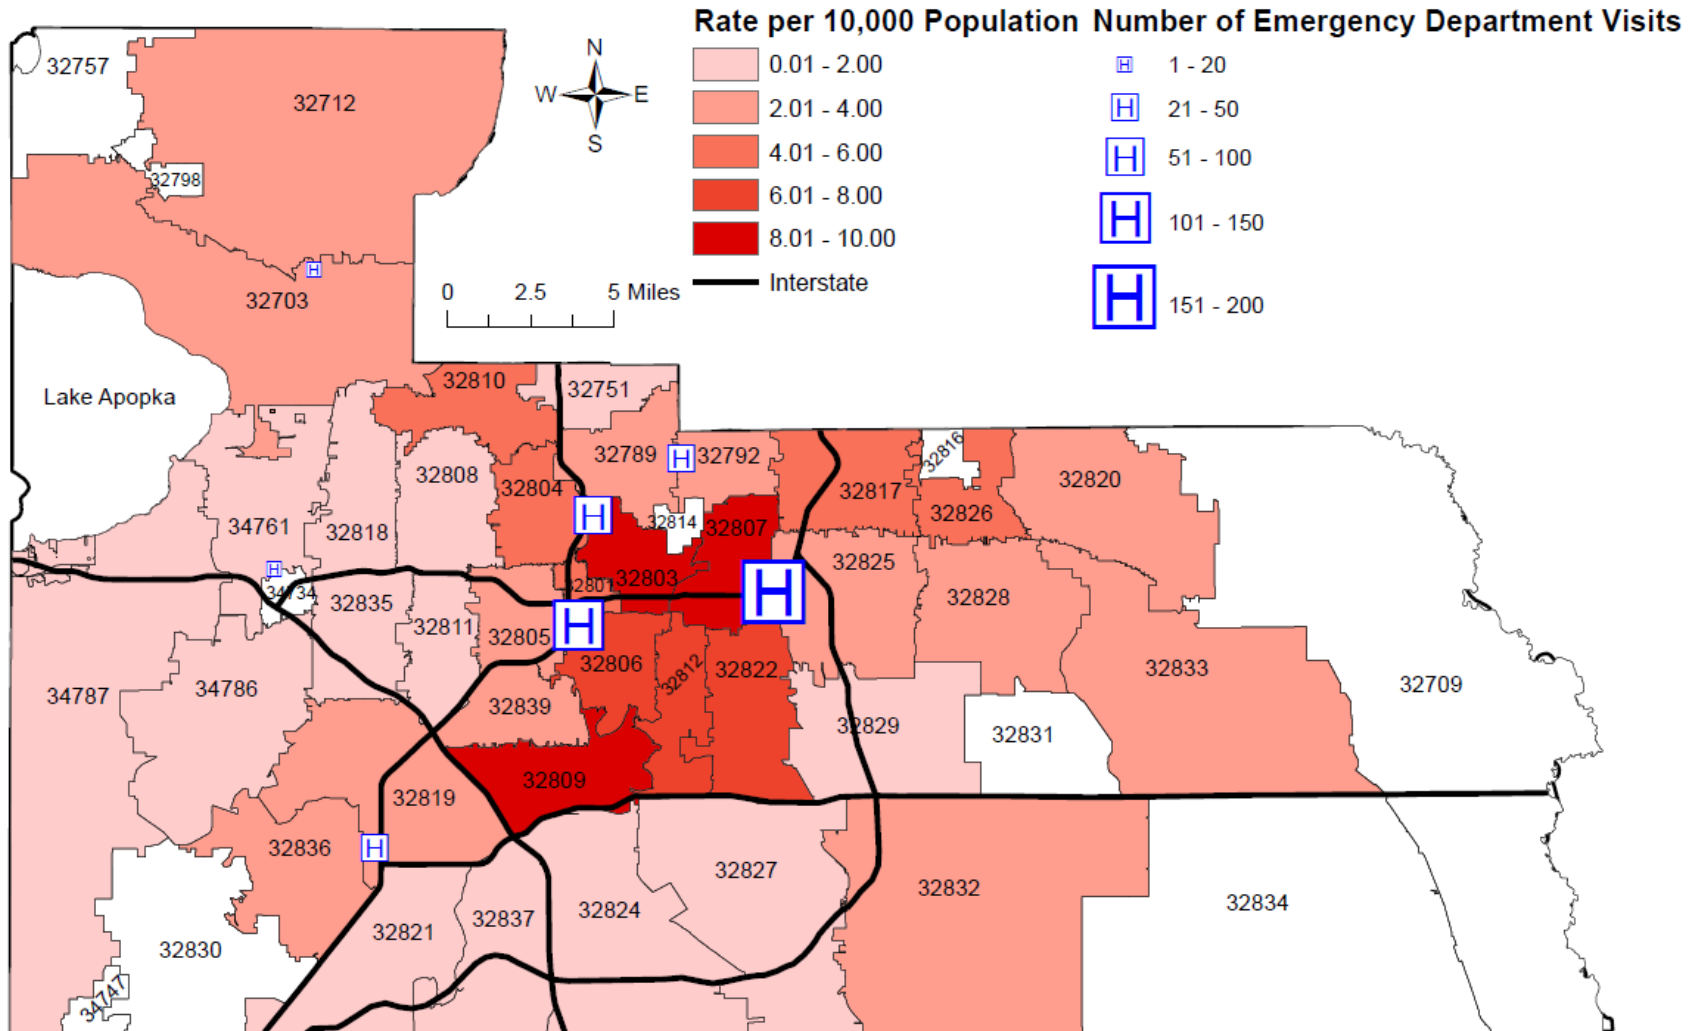 Rate per 10,000 Population
0.01 - 2.00
2.01 - 4.00
4.01 - 6.00
6.01 - 8.00
8.01 - 10.00
Interstate
Number of Emergency Department Visits
H 1 - 20
H 21 - 50
H 51 - 100
H 101 - 150
H 151 - 200
N
W E
S
0 2.5 5 Miles
32757
32712
32798
H
32703
Lake Apopka
32810
32751
32816
32789
H
32792
32808
32804
32820
32817
32826
34761
32818
H
32814
32807
32825
H
34734
32801
32803
H
32835
32828
32811
32805
H
32806
32812
32822
32833
34787
34786
32709
32839
32829
32831
32809
32819
32836
H
32827
32832
32834
32824
32837
32821
32830
34747